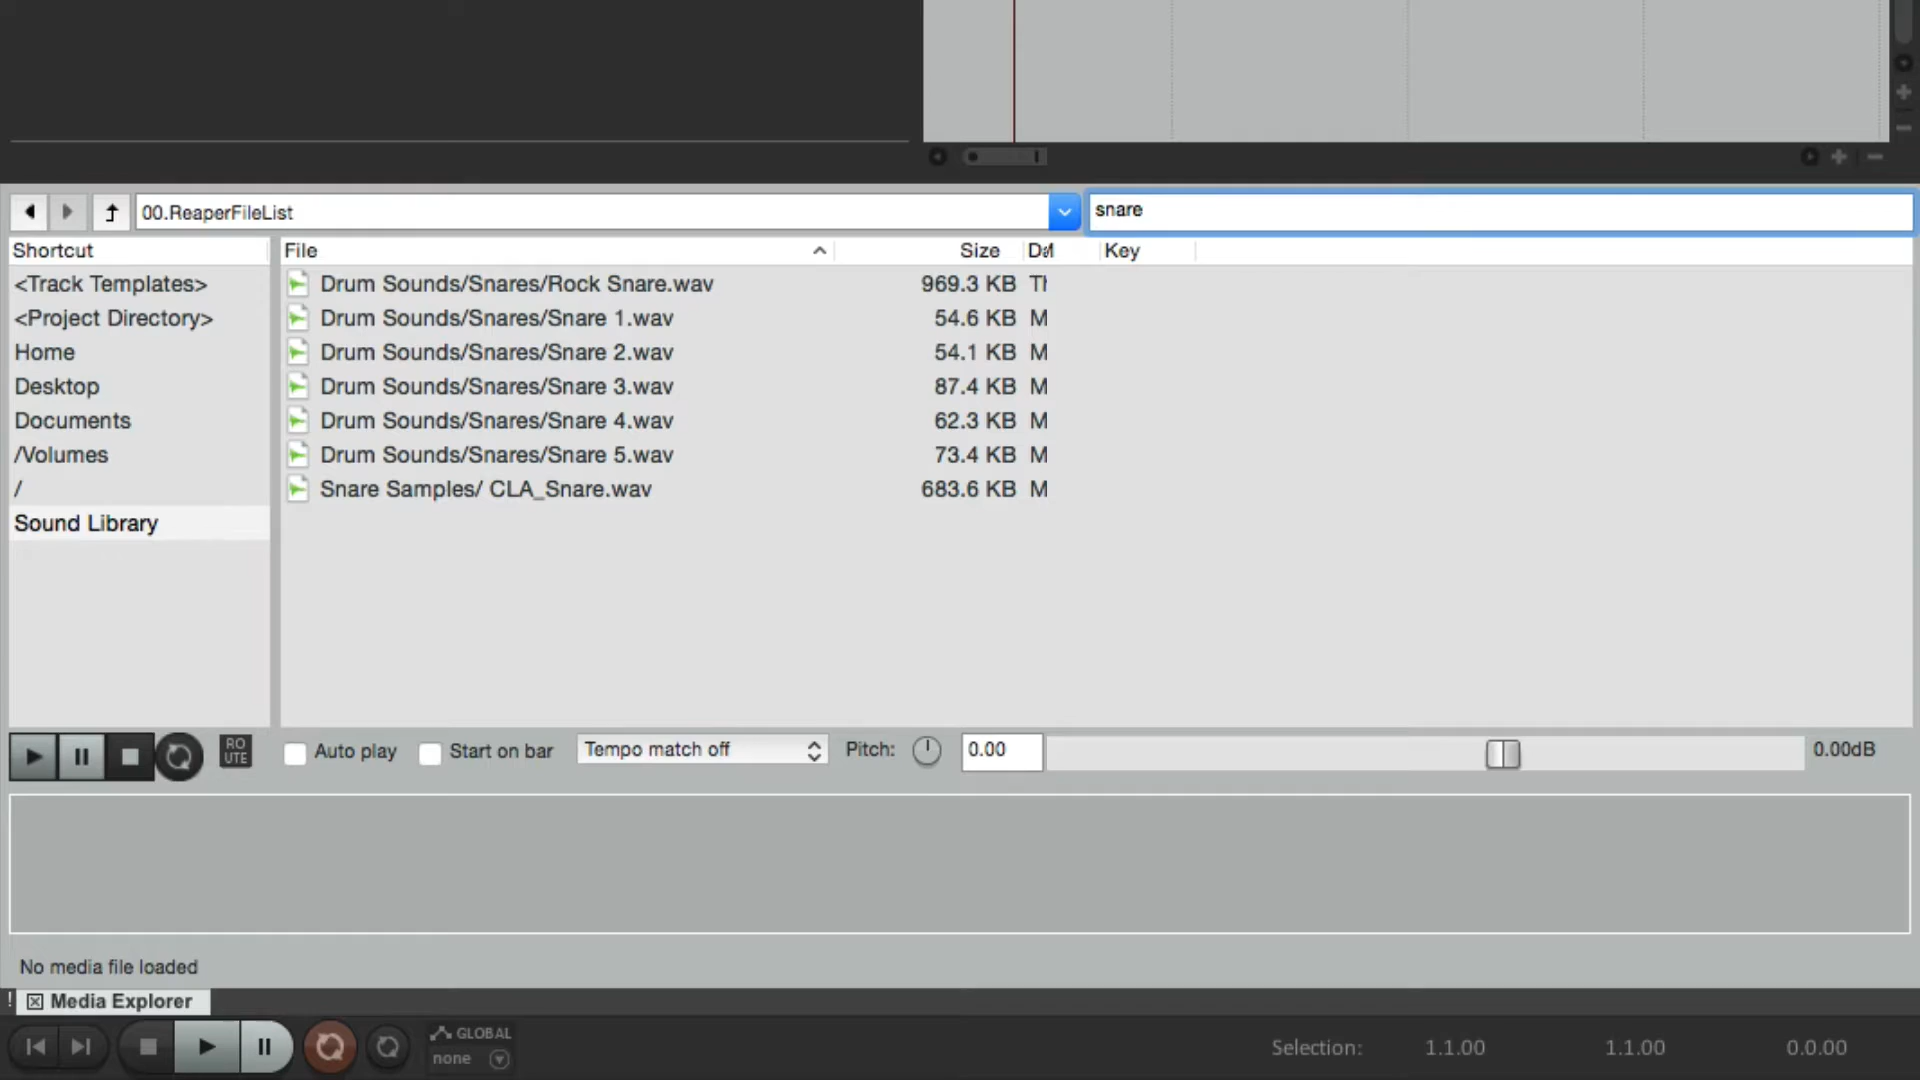 00.ReaperFileList
snare
Shortcut
File Size Key
<Track Templates>
<Project Directory>
Home
Desktop
Documents
/Volumes
/
Sound Library
Drum Sounds/Snares/Rock Snare.wav 969.3 KB
Drum Sounds/Snares/Snare 1.wav 54.6 KB M
Drum Sounds/Snares/Snare 2.wav 54.1 KB M
Drum Sounds/Snares/Snare 3.wav 87.4 KB M
Drum Sounds/Snares/Snare 4.wav 62.3 KB M
Drum Sounds/Snares/Snare 5.wav 73.4 KB M
Snare Samples/ CLA_Snare.wav 683.6 KB M
RO
UTE
Auto play Start on bar Tempo match off Pitch: 0.00 0.00dB
No media file loaded
! Media Explorer
GLOBAL
none
Selection: 1.1.00 1.1.00 0.0.00